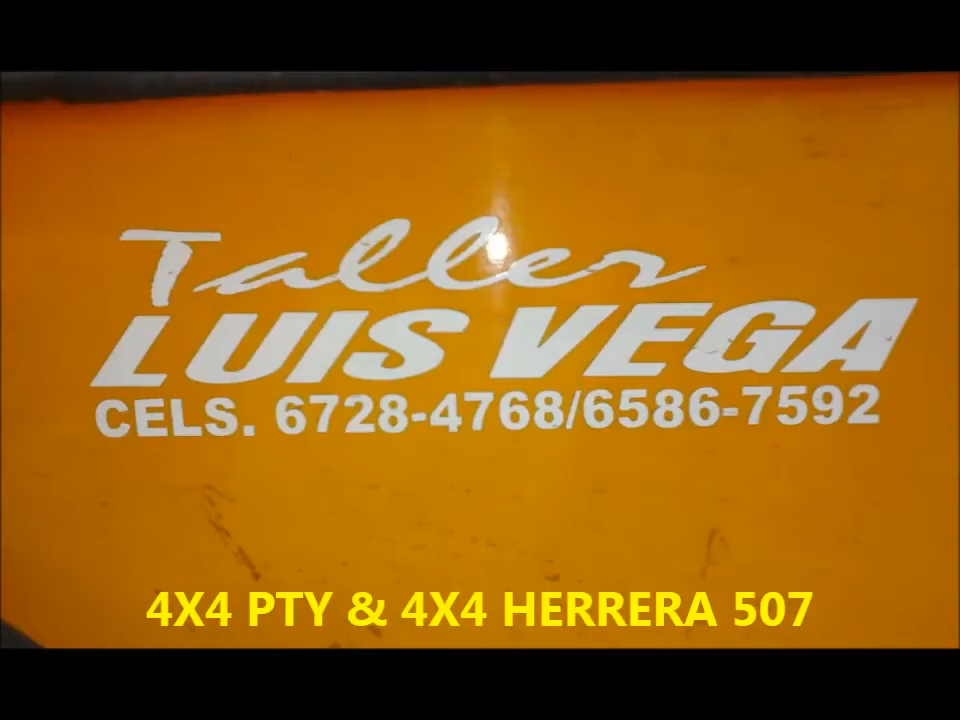 Taller
LUIS VEGA
CELS. 6728-4768/6586-7592
4X4 PTY & 4X4 HERRERA 507